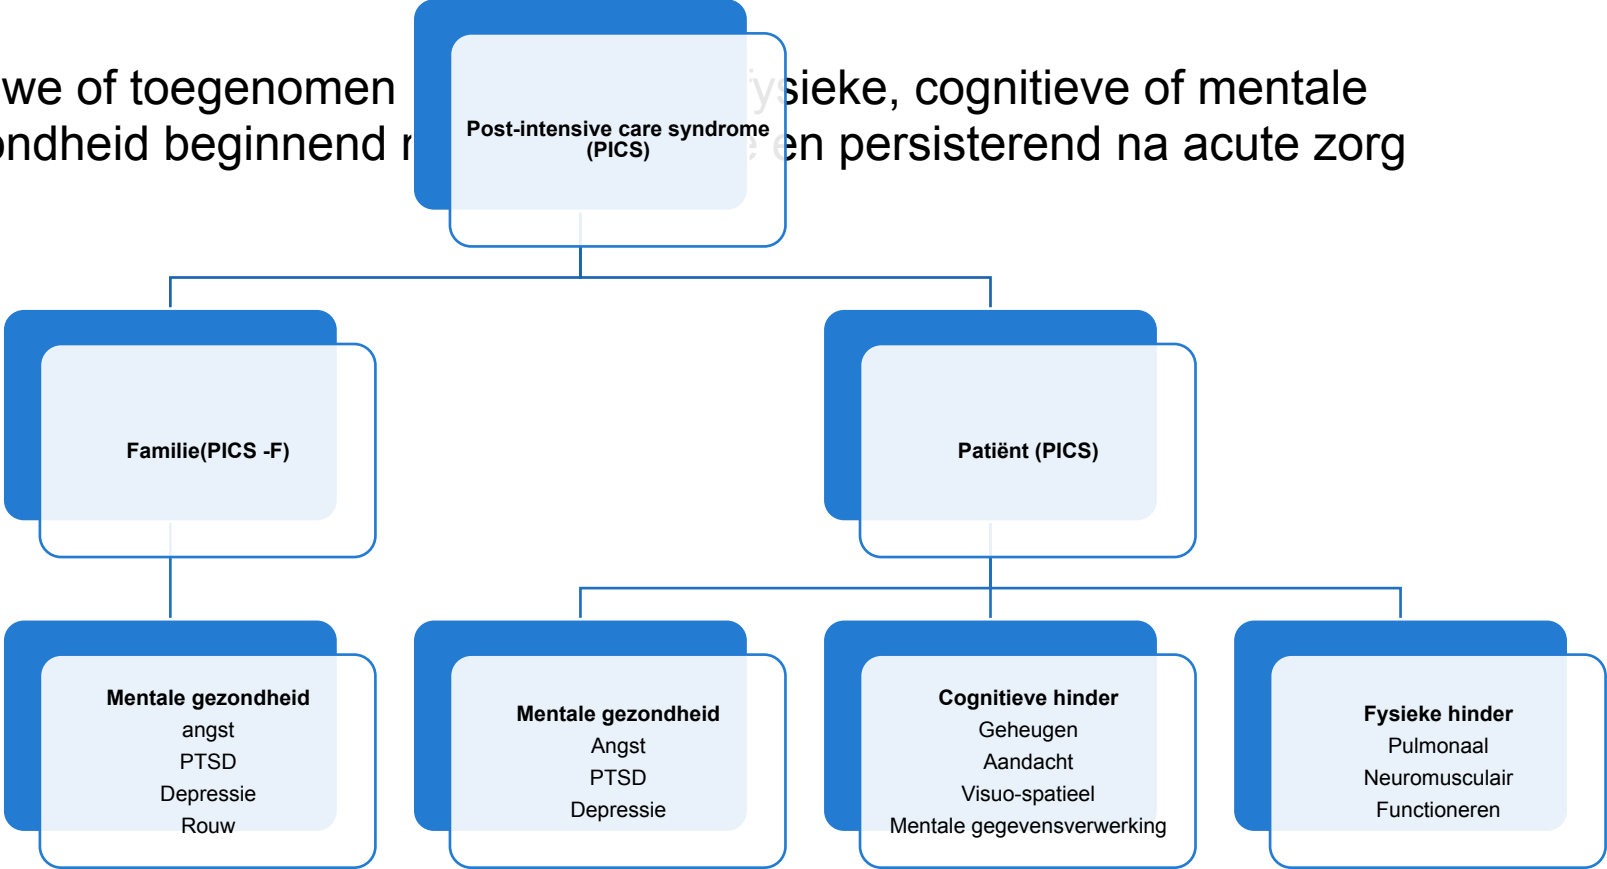 we of toegenomen sieke, cognitieve of mentale
ondheid beginnend en persisterend na acute zorg
Post-intensive care syndrome
(PICS)
Familie(PICS -F)
Patiënt (PICS)
Mentale gezondheid
angst
PTSD
Depressie
Rouw
Mentale gezondheid
Angst
PTSD
Depressie
Cognitieve hinder
Geheugen
Aandacht
Visuo-spatieel
Mentale gegevensverwerking
Fysieke hinder
Pulmonaal
Neuromusculair
Functioneren